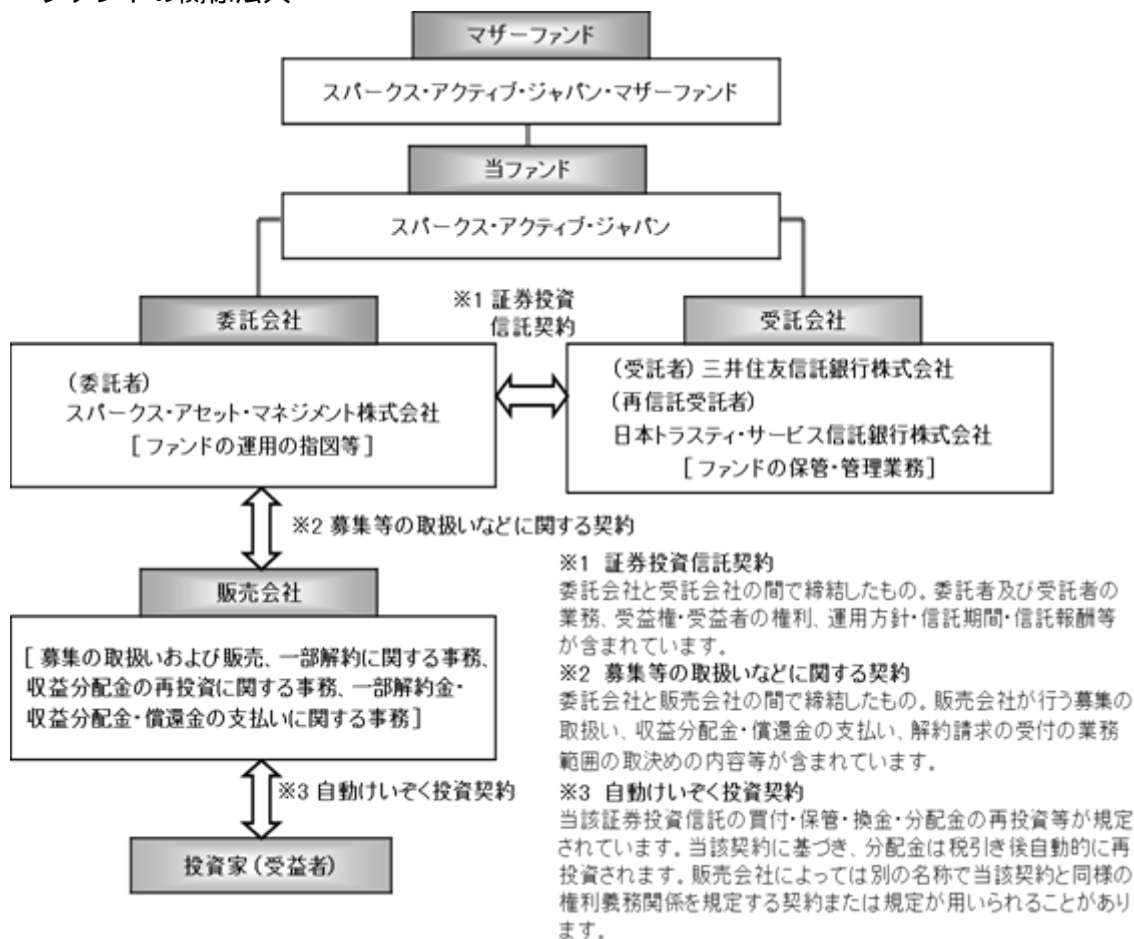 マザーファンド
スパークス・アクティブ・ジャパン・マザーファンド
当ファンド
スパークス・アクティブ・ジャパン
※1 証券投資
信託契約
委託会社
(委託者)
スパークス・アセット・マネジメント株式会社
[ファンドの運用の指図等]
受託会社
(受託者) 三井住友信託銀行株式会社
(再信託受託者)
日本トラスティ・サービス信託銀行株式会社
[ファンドの保管・管理業務]
※2 募集等の取扱いなどに関する契約
販売会社
[募集の取扱いおよび販売、一部解約に関する事務、
収益分配金の再投資に関する事務、一部解約金・
収益分配金・償還金の支払いに関する事務]
※3 自動けいぞく投資契約
投資家(受益者)
※1 証券投資信託契約
委託会社と受託会社の間で締結したもの。委託者及び受託者の
業務、受益権・受益者の権利、運用方針・信託期間・信託報酬等
が含まれています。
※2 募集等の取扱いなどに関する契約
委託会社と販売会社の間で締結したもの。販売会社が行う募集の
取扱い、収益分配金・償還金の支払い、解約請求の受付の業務
範囲の取決めの内容等が含まれています。
※3 自動けいぞく投資契約
当該証券投資信託の買付・保管・換金・分配金の再投資等が規定
されています。当該契約に基づき、分配金は税引き後自動的に再
投資されます。販売会社によっては別の名称で当該契約と同様の
権利義務関係を規定する契約または規定が用いられることがあり
ます。